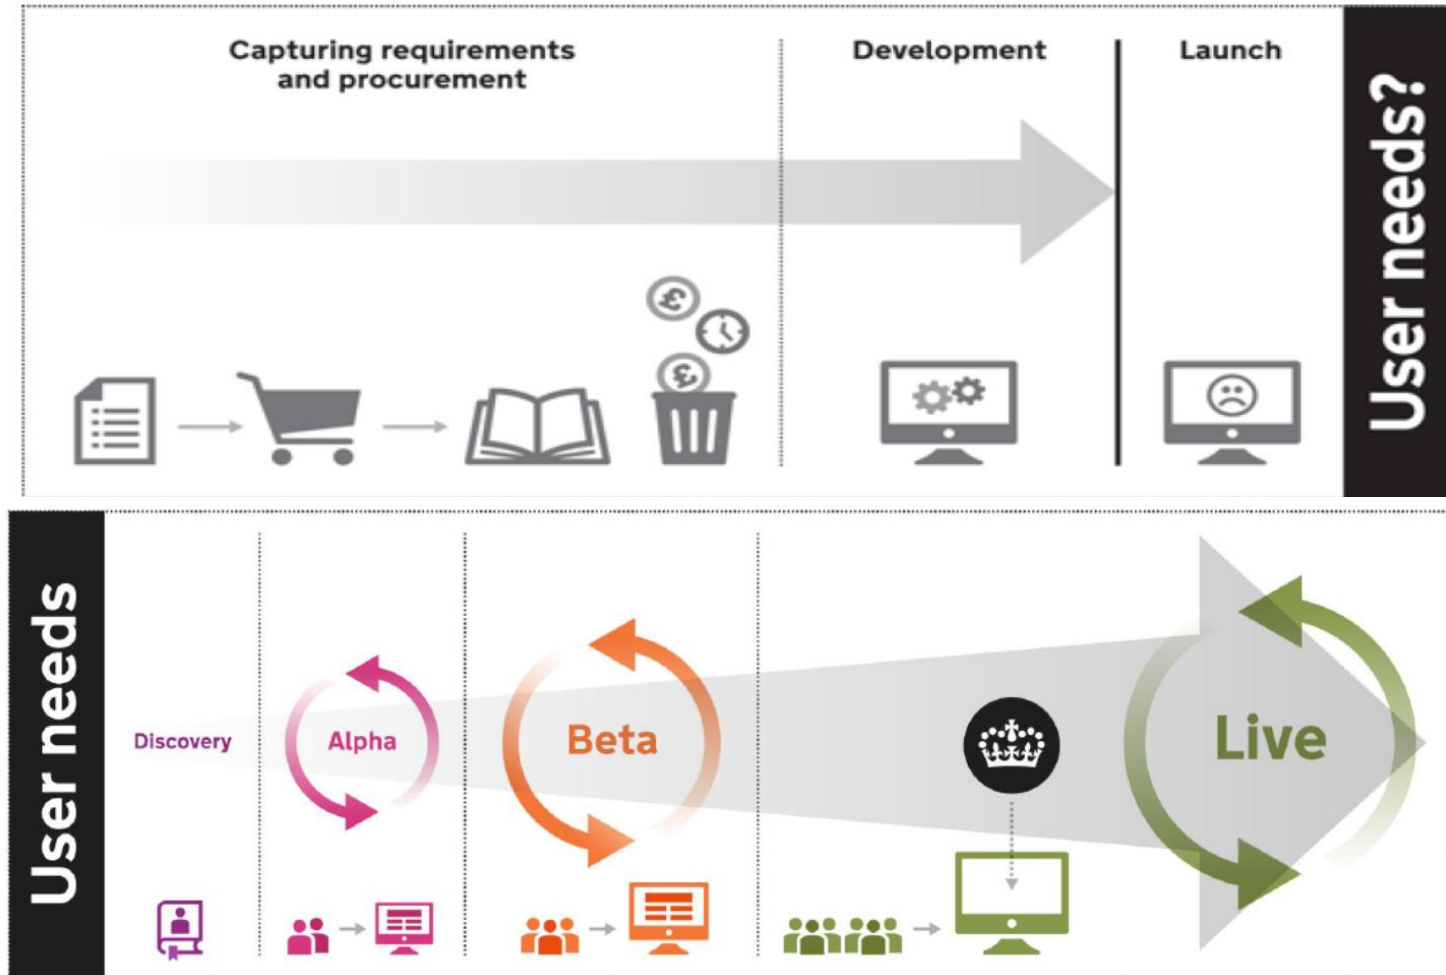 Capturing requirements
and procurement
Development
Launch
User needs?
£
£
User needs
Discovery
Alpha
Beta
Live